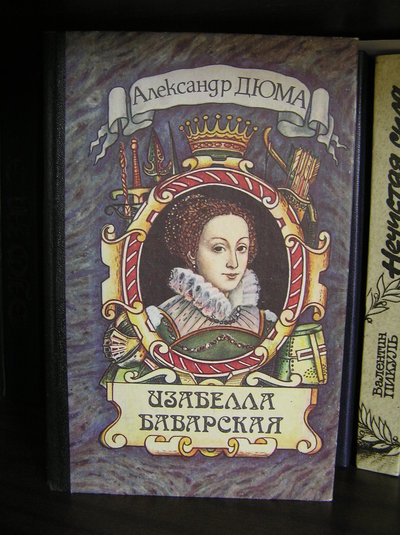 Александр ДЮМА
ИЗАБЕЛЛА
БАВАРСКАЯ
Нечистая сила
Валентин
ПИКУЛЬ